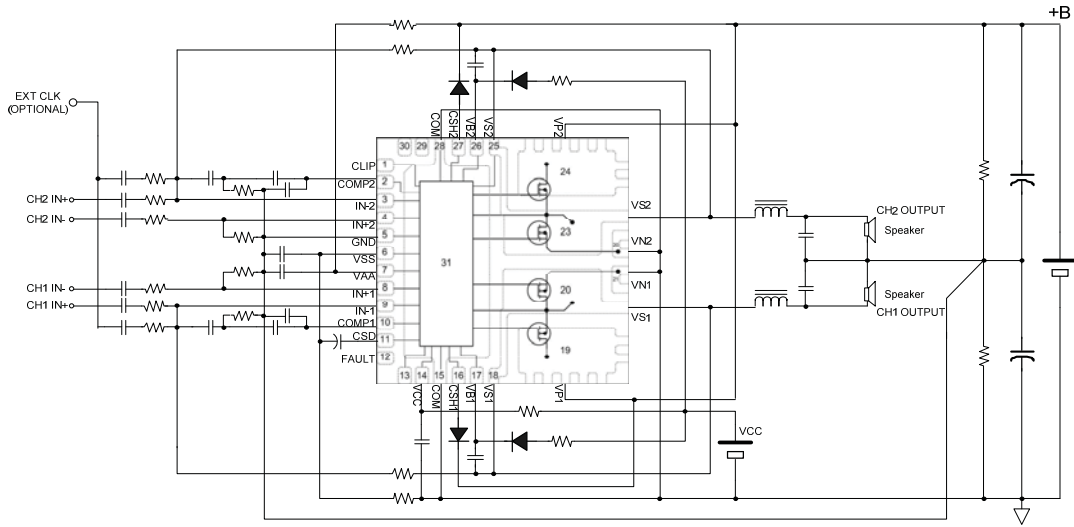 +B
EXT CLK
(OPTIONAL)
COM
CSH2
VB2
VS2
VP2
30 29 28 27 26 25
CLIP
1
COMP2
2
CH2 IN+
3
IN-2
CH2 IN-
4
IN+2
5
GND
6
VSS
7
VAA
CH1 IN-
8
IN+1
CH1 IN+
9
IN-1
10
COMP1
11
CSD
12
FAULT
24
23
31
20
19
VS2
VN2
VN1
VS1
CH2 OUTPUT
Speaker
Speaker
CH1 OUTPUT
13 14 15 16 17 18
VCC
COM
CSH1
VB1
VS1
VP1
VCC